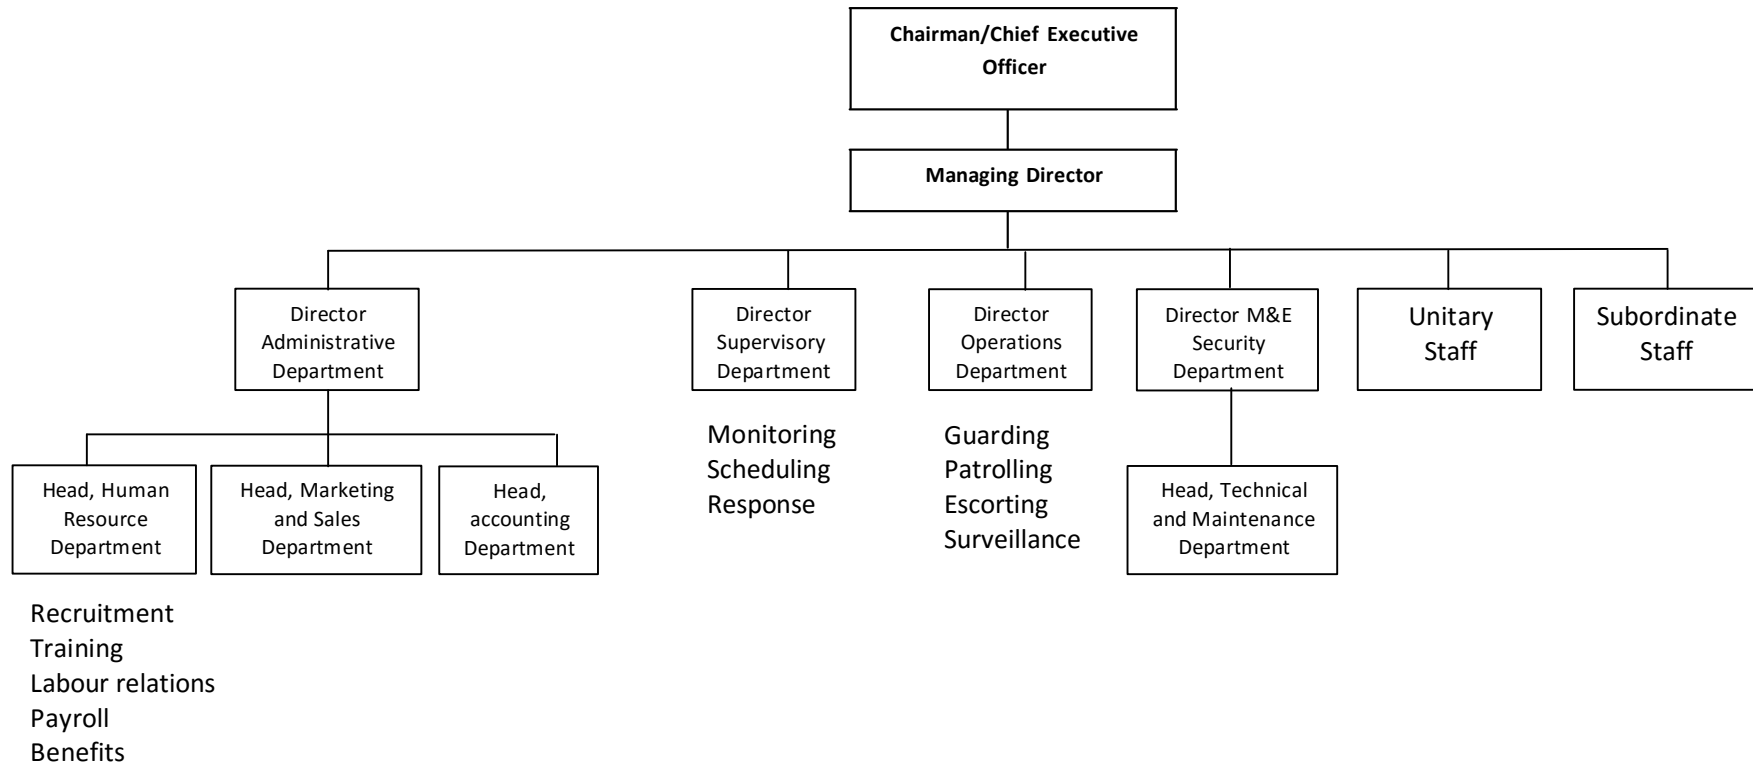 Chairman/Chief Executive
Officer
Managing Director
Director
Administrative
Department
Director
Supervisory
Department
Director
Operations
Department
Director M&E
Security
Department
Unitary
Staff
Subordinate
Staff
Monitoring
Scheduling
Response
Guarding
Patrolling
Escorting
Surveillance
Head, Human
Resource
Department
Head, Marketing
and Sales
Department
Head,
accounting
Department
Head, Technical
and Maintenance
Department
Recruitment
Training
Labour relations
Payroll
Benefits